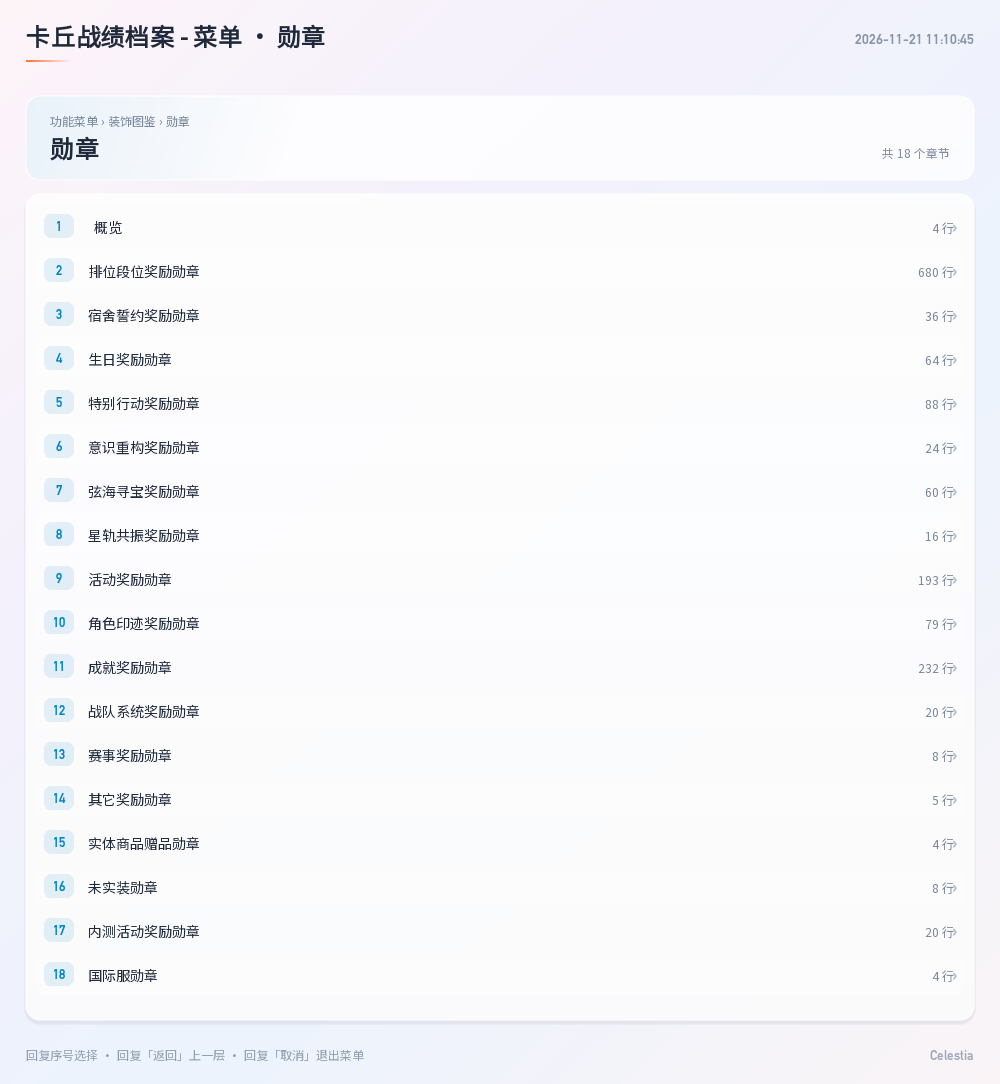 卡丘战绩档案 - 菜单 · 勋章
2026-11-21 11:10:45
功能菜单 › 装饰图鉴 › 勋章
勋章
共 18 个章节
1 概览 4 行›
2 排位段位奖励勋章 680 行›
3 宿舍誓约奖励勋章 36 行›
4 生日奖励勋章 64 行›
5 特别行动奖励勋章 88 行›
6 意识重构奖励勋章 24 行›
7 弦海寻宝奖励勋章 60 行›
8 星轨共振奖励勋章 16 行›
9 活动奖励勋章 193 行›
10 角色印迹奖励勋章 79 行›
11 成就奖励勋章 232 行›
12 战队系统奖励勋章 20 行›
13 赛事奖励勋章 8 行›
14 其它奖励勋章 5 行›
15 实体商品赠品勋章 4 行›
16 未实装勋章 8 行›
17 内测活动奖励勋章 20 行›
18 国际服勋章 4 行›
回复序号选择 · 回复「返回」上一层 · 回复「取消」退出菜单
Celestia